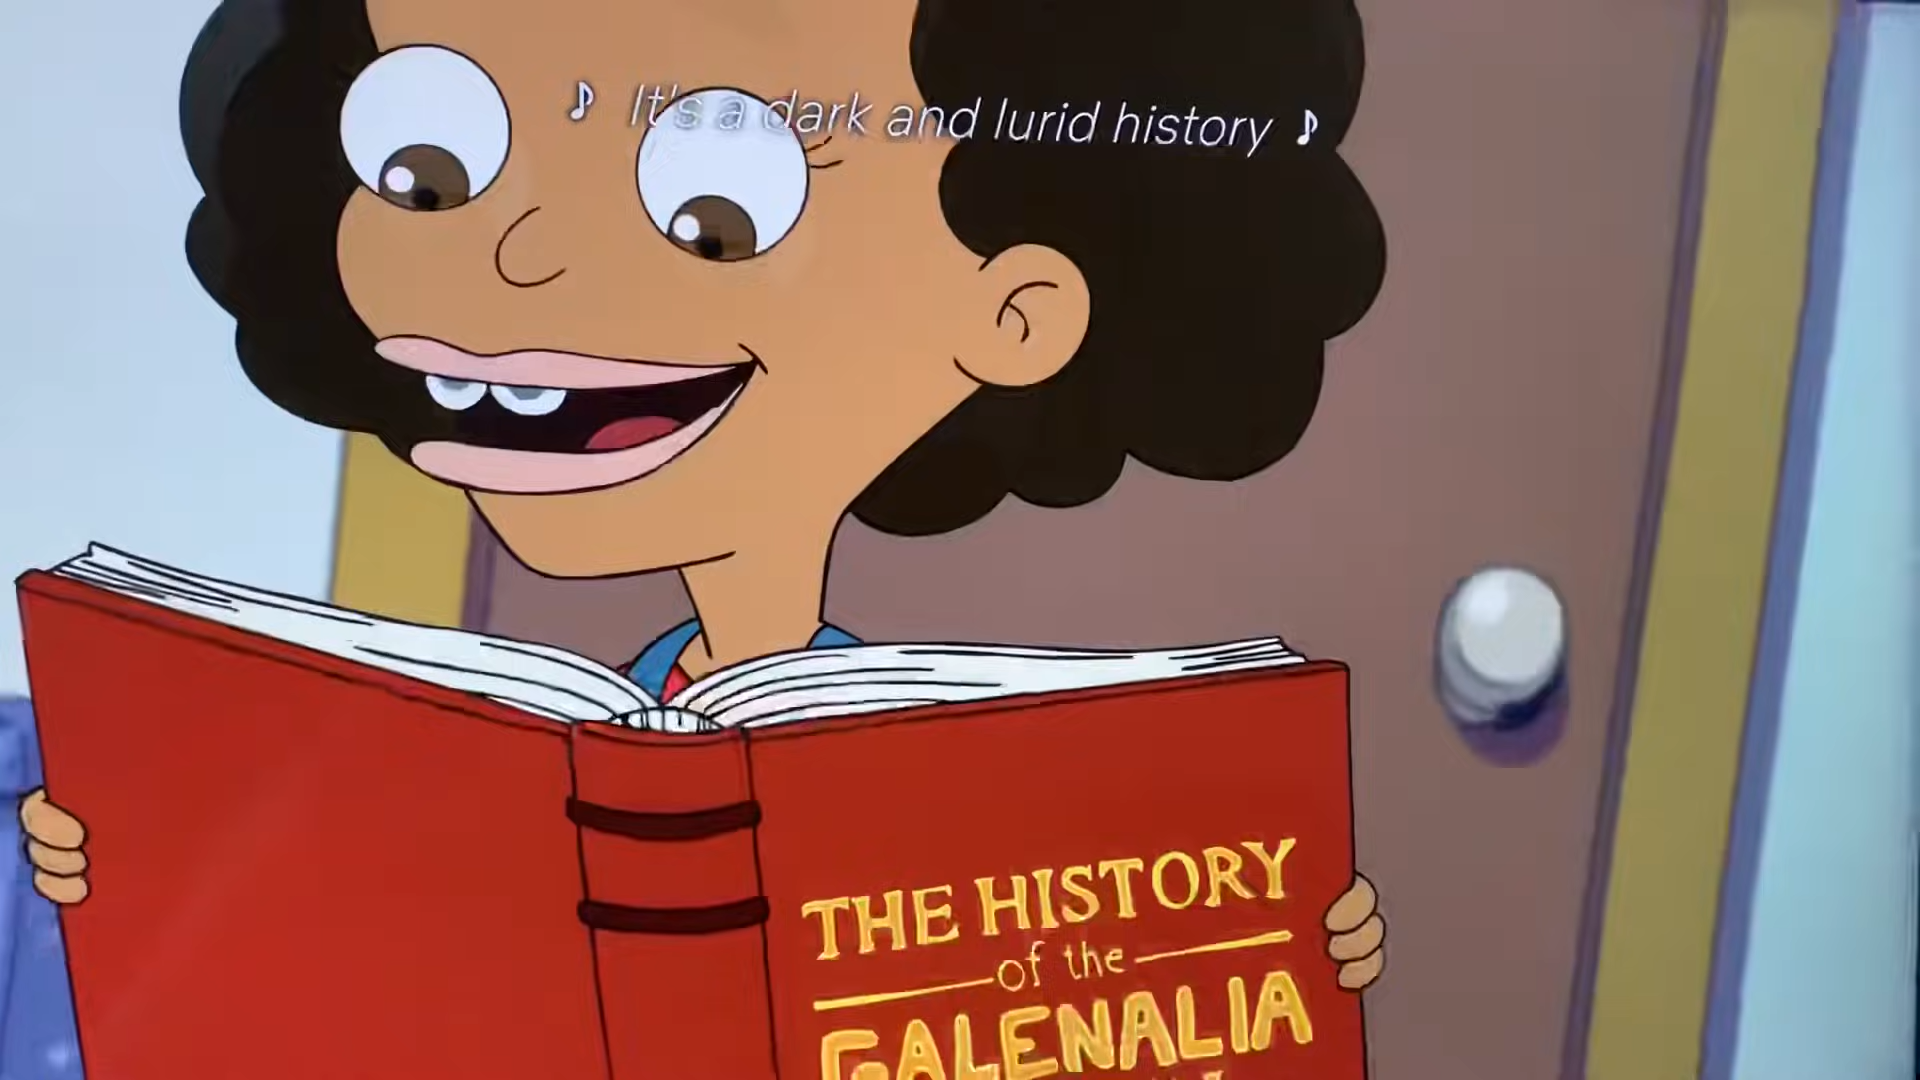 ♪ It's a dark and lurid history ♪
THE HISTORY
of the
GALENALIA